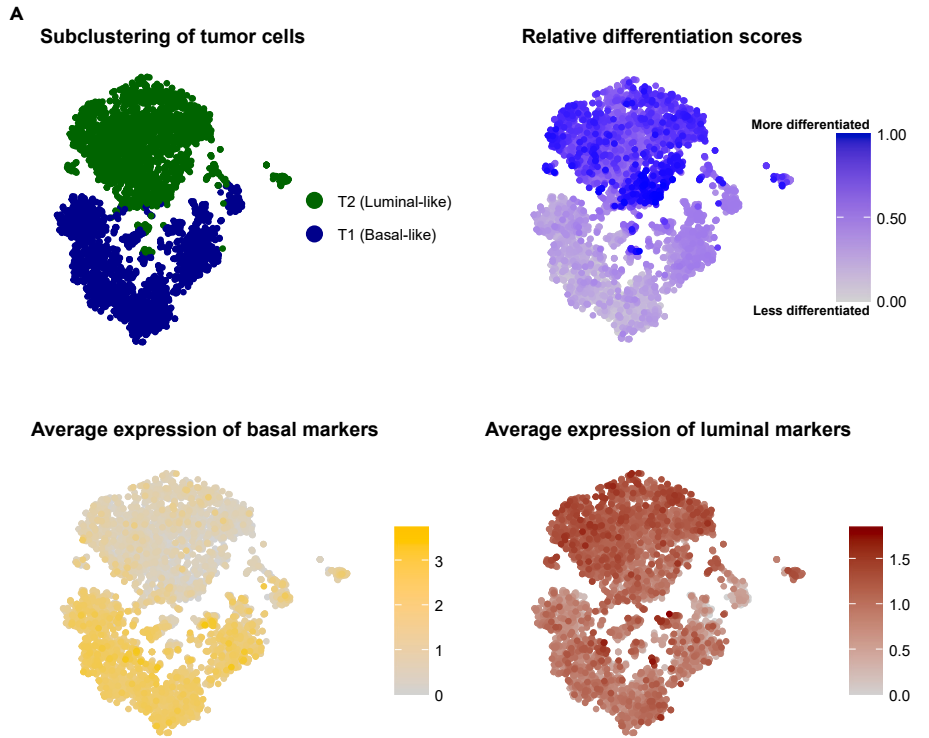 A
Subclustering of tumor cells
T2 (Luminal-like)
T1 (Basal-like)
Relative differentiation scores
More differentiated
1.00
0.50
0.00
Less differentiated
Average expression of basal markers
3
2
1
0
Average expression of luminal markers
1.5
1.0
0.5
0.0